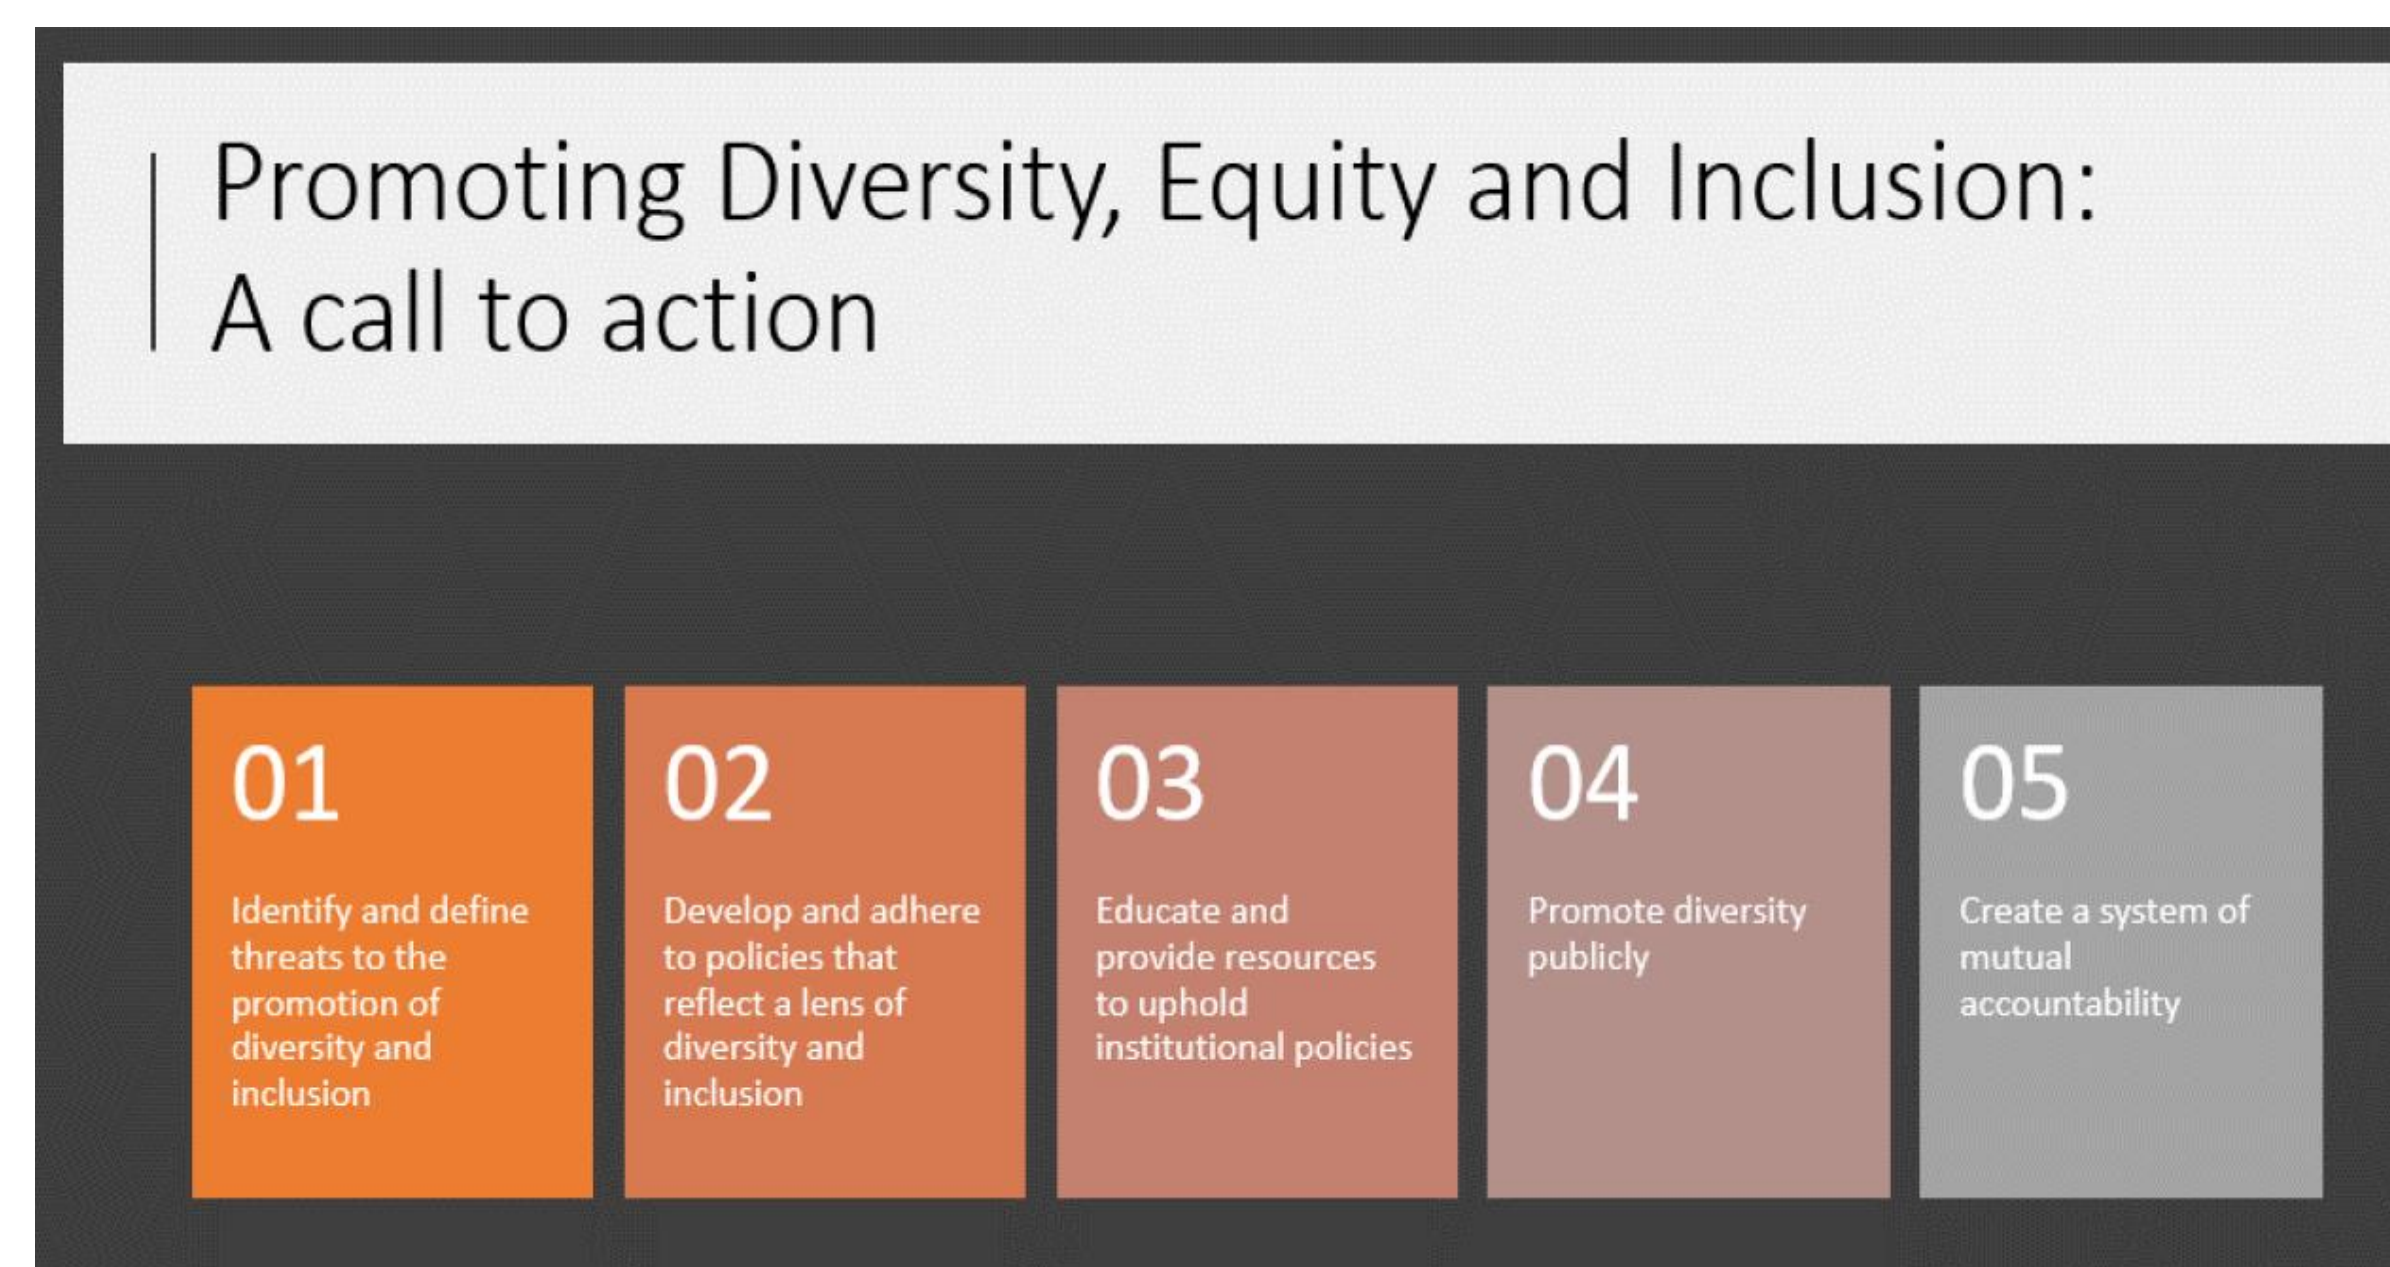 Promoting Diversity, Equity and Inclusion:
A call to action
01
Identify and define
threats to the
promotion of
diversity and
inclusion
02
Develop and adhere
to policies that
reflect a lens of
diversity and
inclusion
03
Educate and
provide resources
to uphold
institutional policies
04
Promote diversity
publicly
05
Create a system of
mutual
accountability